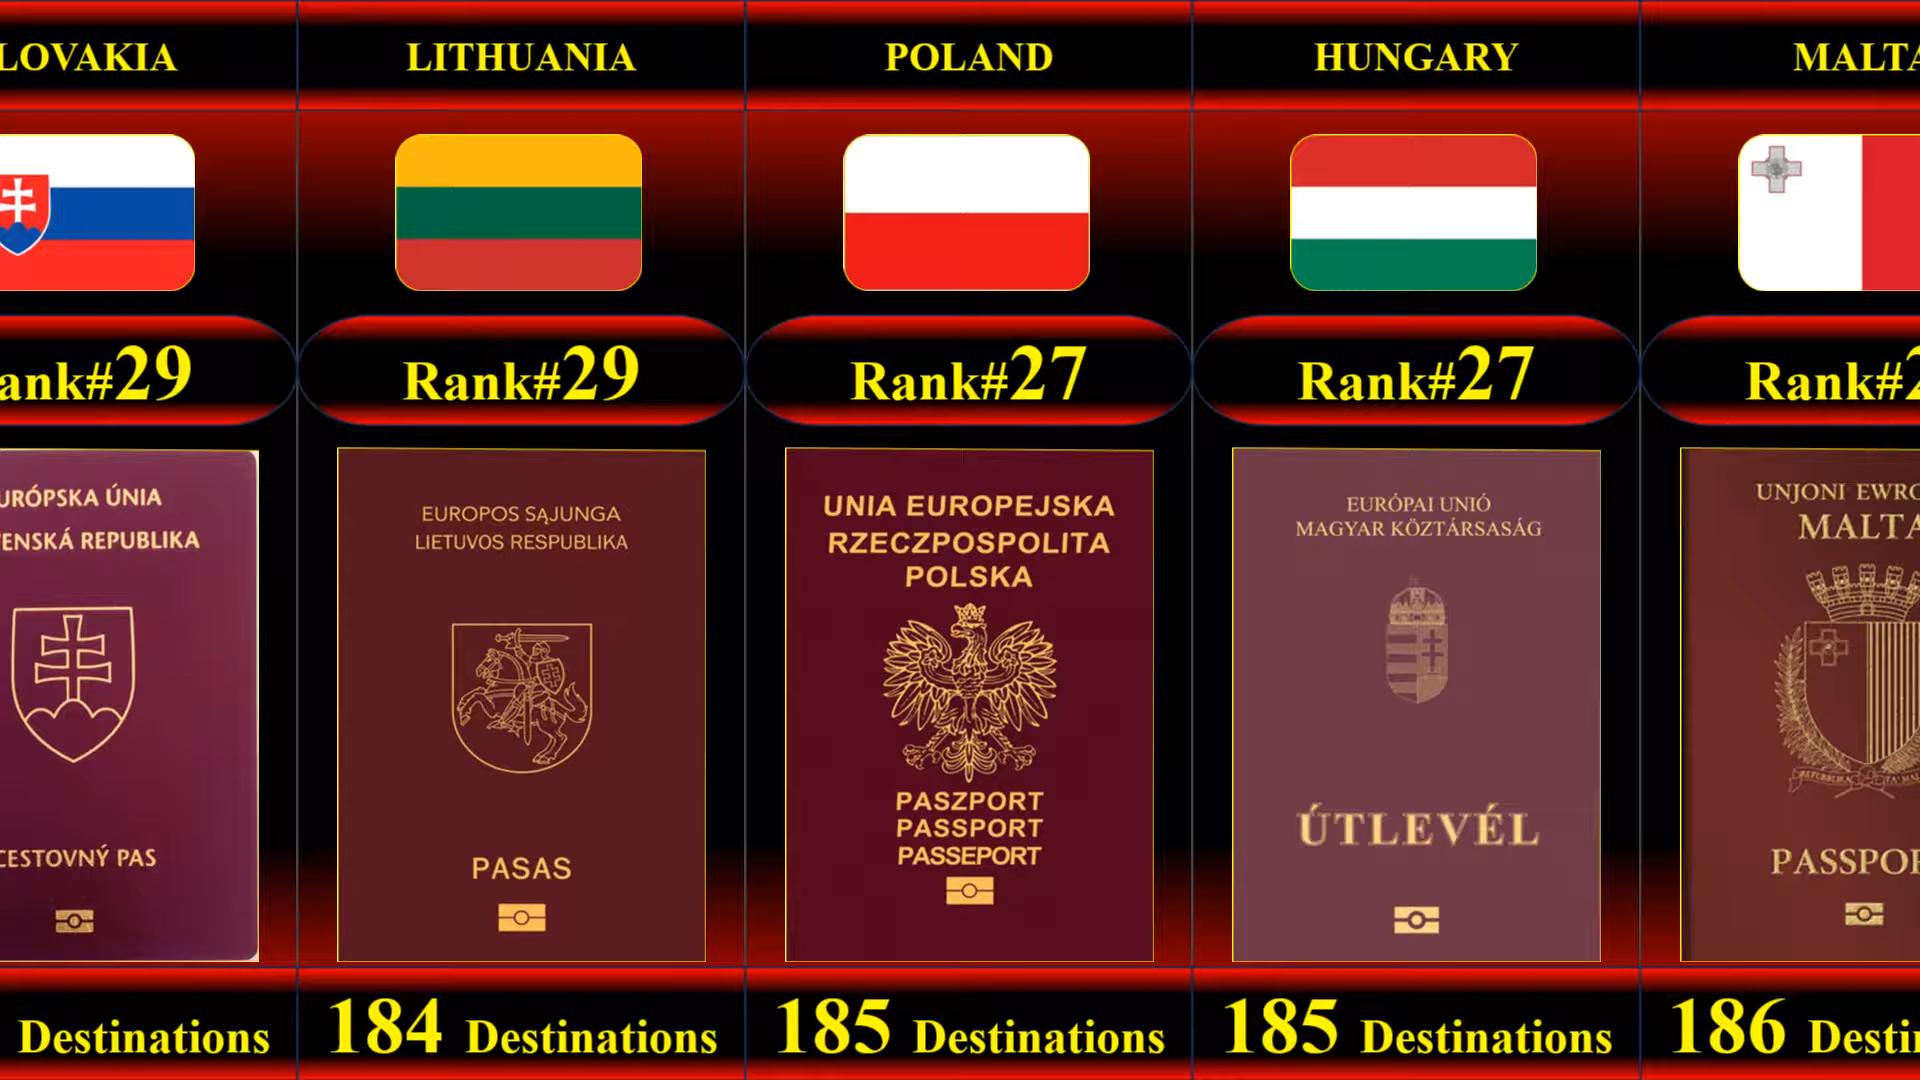 LOVAKIA
LITHUANIA
POLAND
HUNGARY
MALTA
ank#29
Rank#29
Rank#27
Rank#27
Rank#2
URÓPSKA ÚNIA
ENSKÁ REPUBLIKA
CESTOVNÝ PAS
EUROPOS SĄJUNGA
LIETUVOS RESPUBLIKA
PASAS
UNIA EUROPEJSKA
RZECZPOSPOLITA
POLSKA
PASZPORT
PASSPORT
PASSEPORT
EURÓPAI UNIÓ
MAGYAR KÖZTÁRSASÁG
ÚTLEVÉL
UNJONI EWRO
MALTA
PASSPOR
Destinations
184 Destinations
185 Destinations
185 Destinations
186 Desti